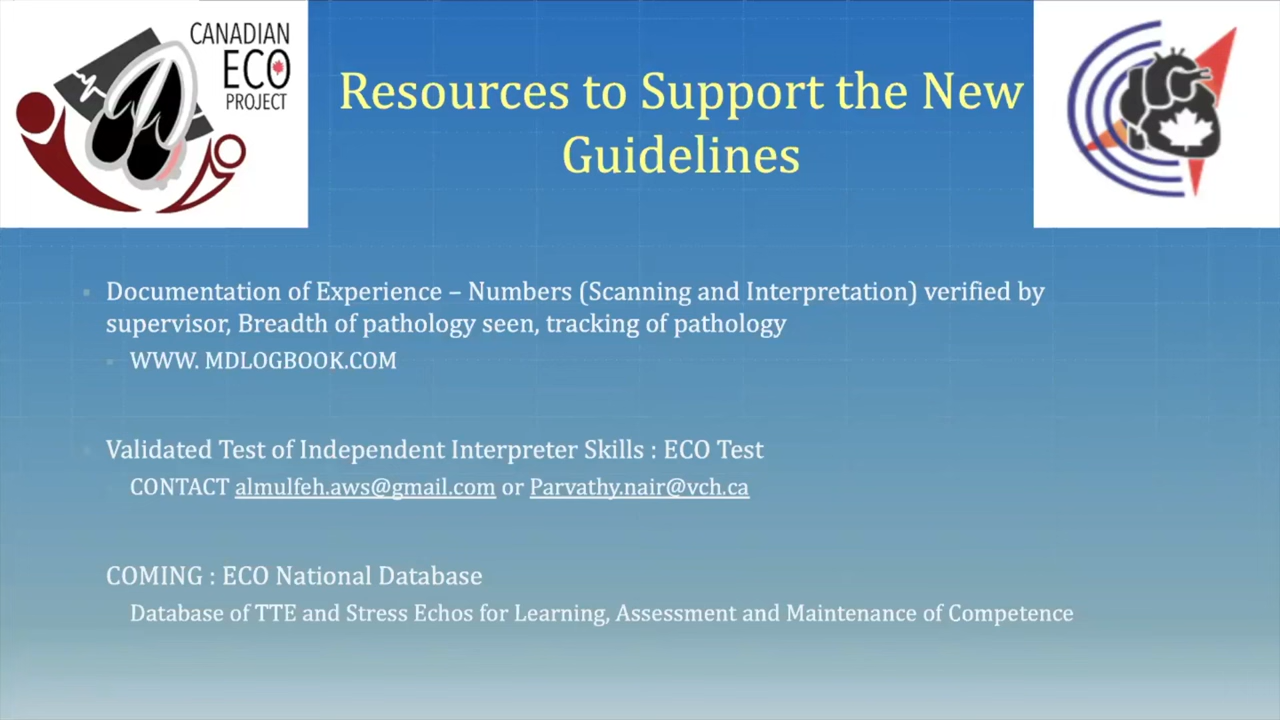 CANADIAN
ECO
PROJECT
Resources to Support the New
Guidelines
Documentation of Experience – Numbers (Scanning and Interpretation) verified by
supervisor, Breadth of pathology seen, tracking of pathology
WWW. MDLOGBOOK.COM
Validated Test of Independent Interpreter Skills : ECO Test
CONTACT almulfeh.aws@gmail.com or Parvathy.nair@vch.ca
COMING : ECO National Database
Database of TTE and Stress Echos for Learning, Assessment and Maintenance of Competence